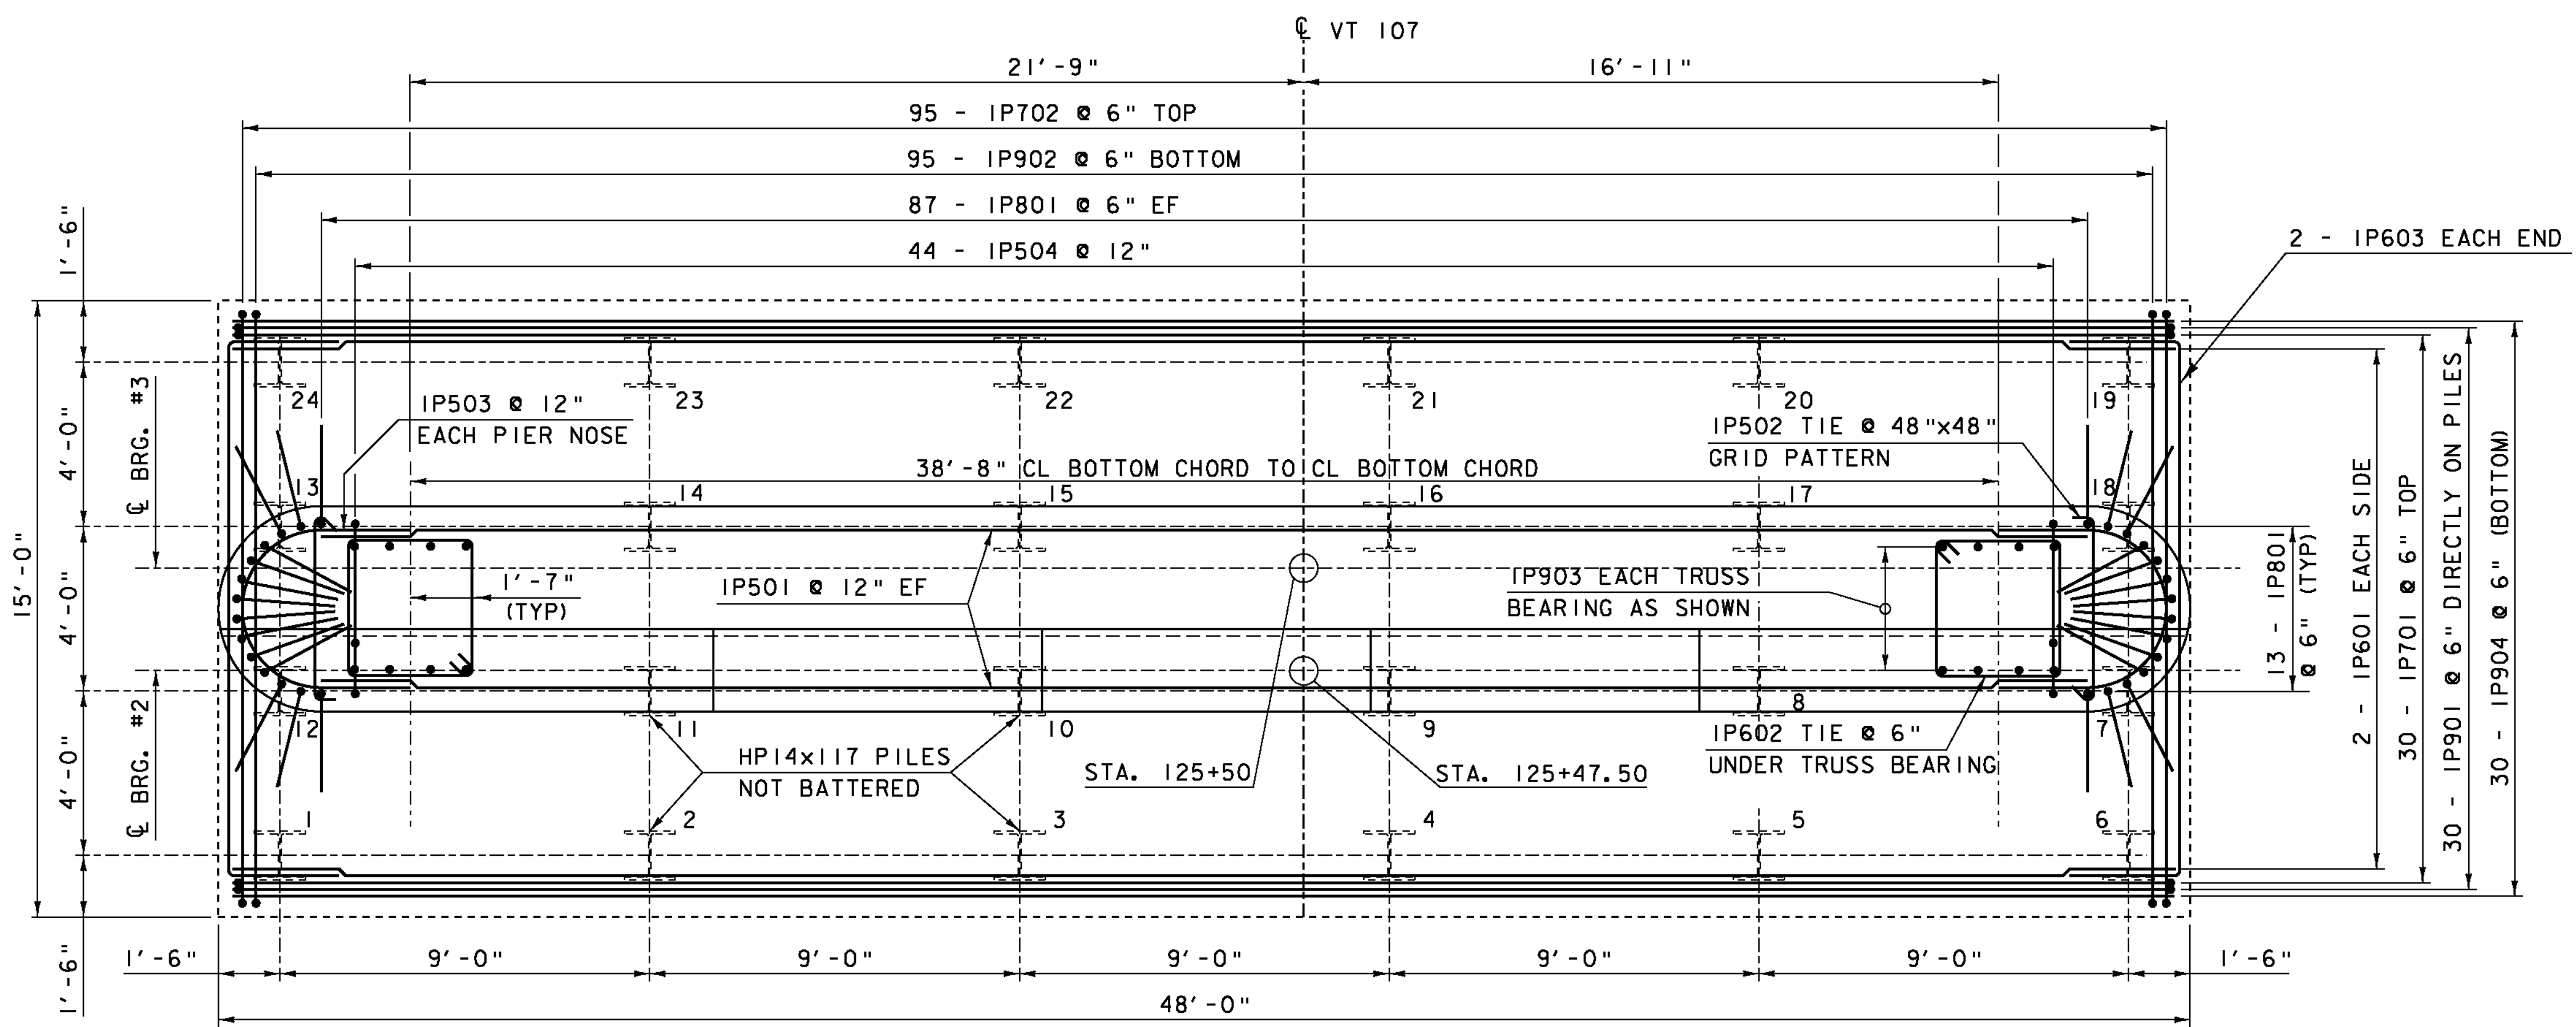 ℄ VT 107
21'-9"
16'-11"
95 - 1P702 @ 6" TOP
95 - 1P902 @ 6" BOTTOM
87 - 1P801 @ 6" EF
44 - 1P504 @ 12"
2 - 1P603 EACH END
1'-6"
4'-0"
4'-0"
4'-0"
1'-6"
15'-0"
℄ BRG. #3
℄ BRG. #2
24
23
22
21
20
19
1P503 @ 12"
EACH PIER NOSE
1P502 TIE @ 48"x48"
GRID PATTERN
38'-8" CL BOTTOM CHORD TO CL BOTTOM CHORD
13
14
15
16
17
18
1'-7"
(TYP)
1P501 @ 12" EF
1P903 EACH TRUSS
BEARING AS SHOWN
13 - 1P801
@ 6" (TYP)
2 - 1P601 EACH SIDE
30 - 1P701 @ 6" TOP
30 - 1P901 @ 6" DIRECTLY ON PILES
30 - 1P904 @ 6" (BOTTOM)
12
11
10
9
8
7
HP14x117 PILES
NOT BATTERED
STA. 125+50
STA. 125+47.50
1P602 TIE @ 6"
UNDER TRUSS BEARING
1
2
3
4
5
6
1'-6"
9'-0"
9'-0"
9'-0"
9'-0"
9'-0"
1'-6"
48'-0"